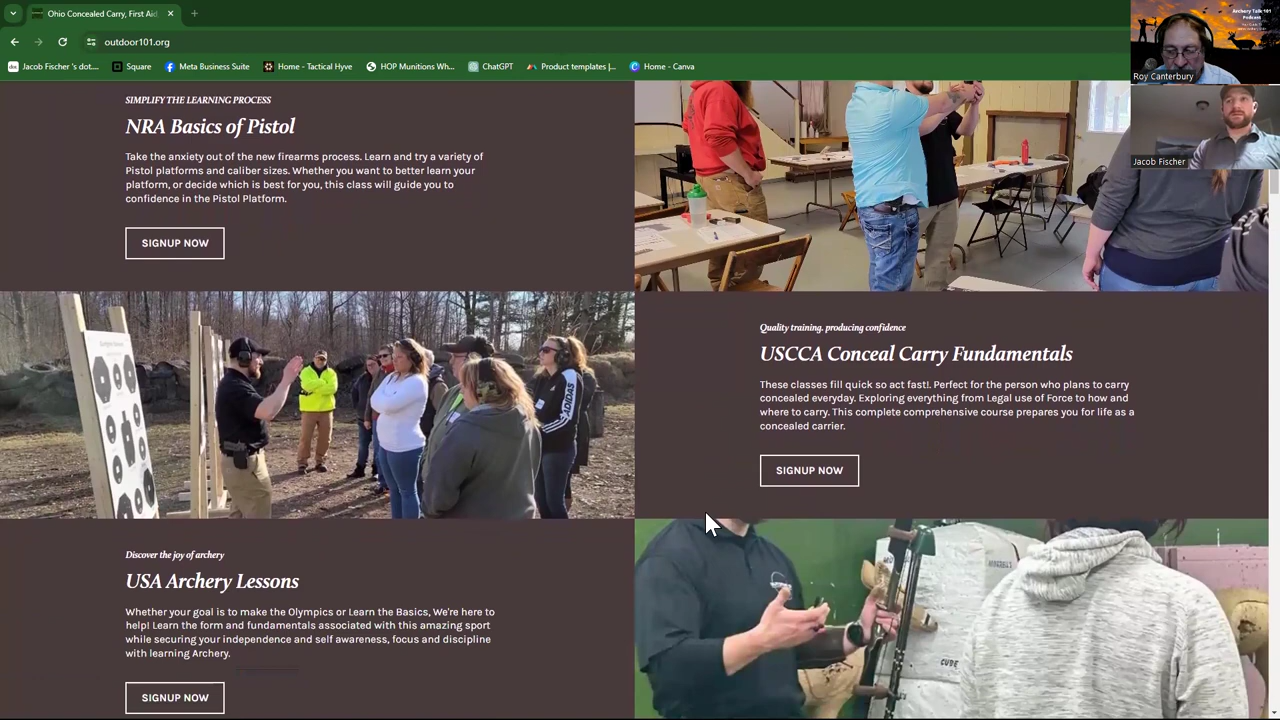 Ohio Concealed Carry, First Aid,
outdoor101.org
Jacob Fischer 's dot....
Square
Meta Business Suite
Home - Tactical Hyve
HOP Munitions Wh...
ChatGPT
Product templates |...
Home - Canva
Archery Talk 101
Podcast
Roy Canterbury
Jacob Fischer
SIMPLIFY THE LEARNING PROCESS
NRA Basics of Pistol
Take the anxiety out of the new firearms process. Learn and try a variety of
Pistol platforms and caliber sizes. Whether you want to better learn your
platform, or decide which is best for you, this class will guide you to
confidence in the Pistol Platform.
SIGNUP NOW
ADIDAS
Quality training. producing confidence
USCCA Conceal Carry Fundamentals
These classes fill quick so act fast!. Perfect for the person who plans to carry
concealed everyday. Exploring everything from Legal use of Force to how and
where to carry. This complete comprehensive course prepares you for life as a
concealed carrier.
SIGNUP NOW
Discover the joy of archery
USA Archery Lessons
Whether your goal is to make the Olympics or Learn the Basics, We're here to
help! Learn the form and fundamentals associated with this amazing sport
while securing your independence and self awareness, focus and discipline
with learning Archery.
SIGNUP NOW
CUBE